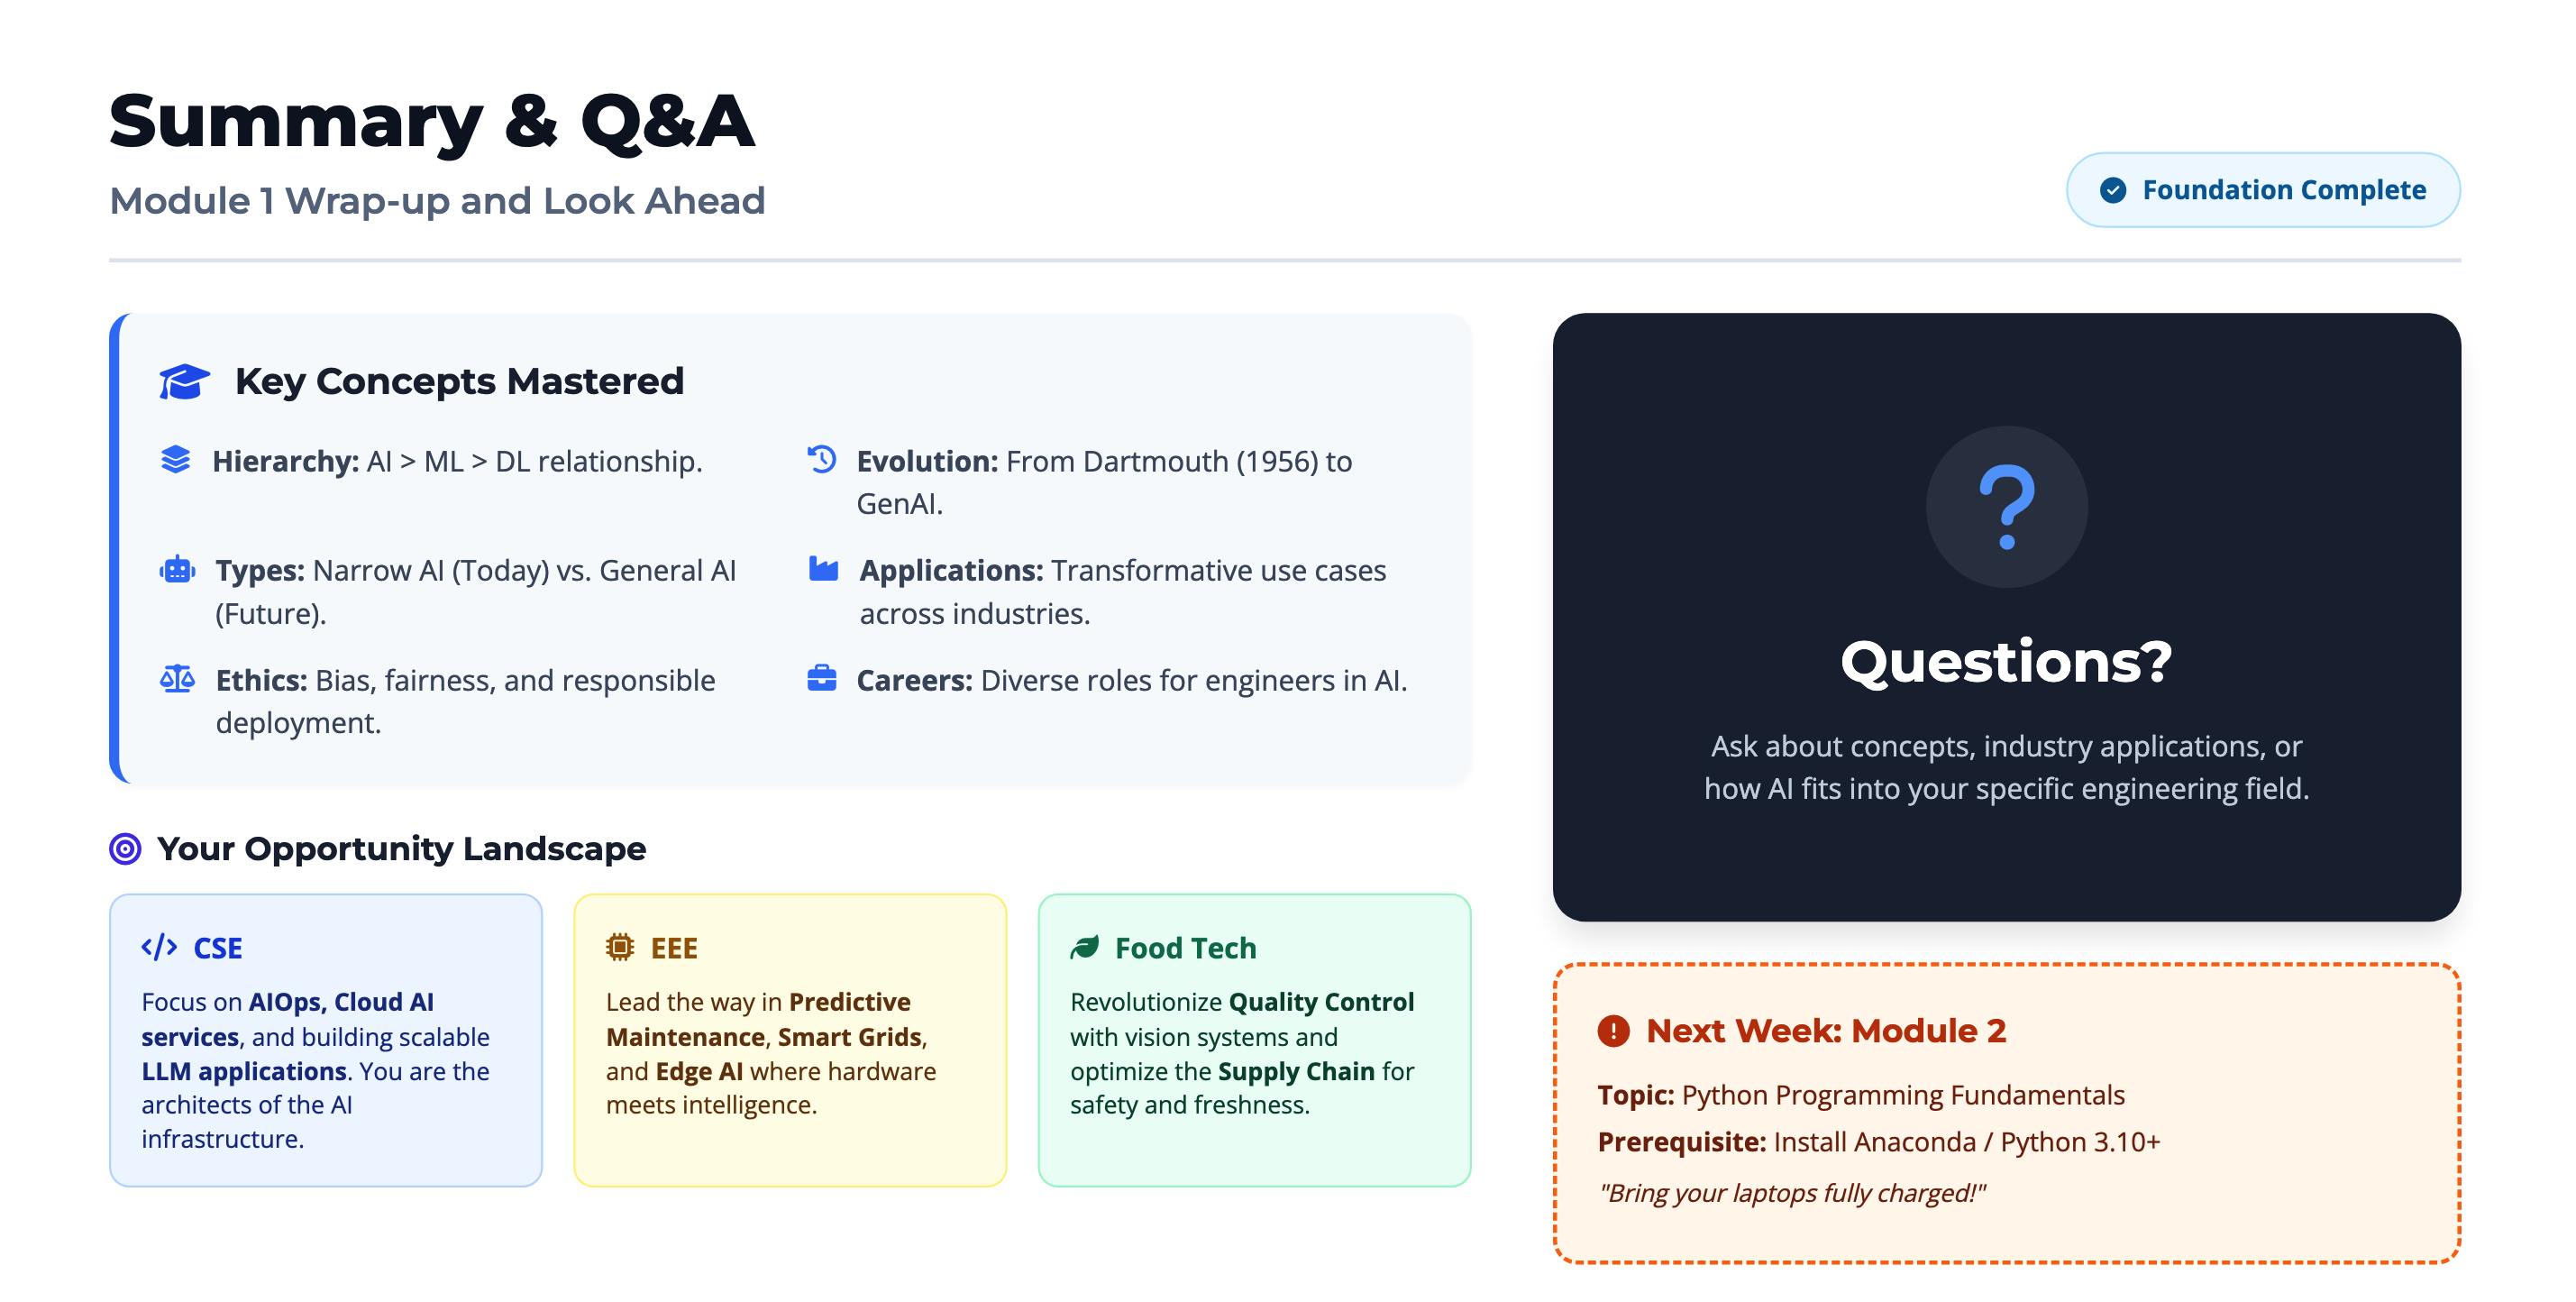 Summary & Q&A
Module 1 Wrap-up and Look Ahead
Foundation Complete
Key Concepts Mastered
Hierarchy: AI > ML > DL relationship.
Evolution: From Dartmouth (1956) to
GenAI.
Types: Narrow AI (Today) vs. General AI
(Future).
Applications: Transformative use cases
across industries.
Ethics: Bias, fairness, and responsible
deployment.
Careers: Diverse roles for engineers in AI.
Your Opportunity Landscape
CSE
Focus on AIOps, Cloud AI
services, and building scalable
LLM applications. You are the
architects of the AI
infrastructure.
EEE
Lead the way in Predictive
Maintenance, Smart Grids,
and Edge AI where hardware
meets intelligence.
Food Tech
Revolutionize Quality Control
with vision systems and
optimize the Supply Chain for
safety and freshness.
?
Questions?
Ask about concepts, industry applications, or
how AI fits into your specific engineering field.
Next Week: Module 2
Topic: Python Programming Fundamentals
Prerequisite: Install Anaconda / Python 3.10+
"Bring your laptops fully charged!"